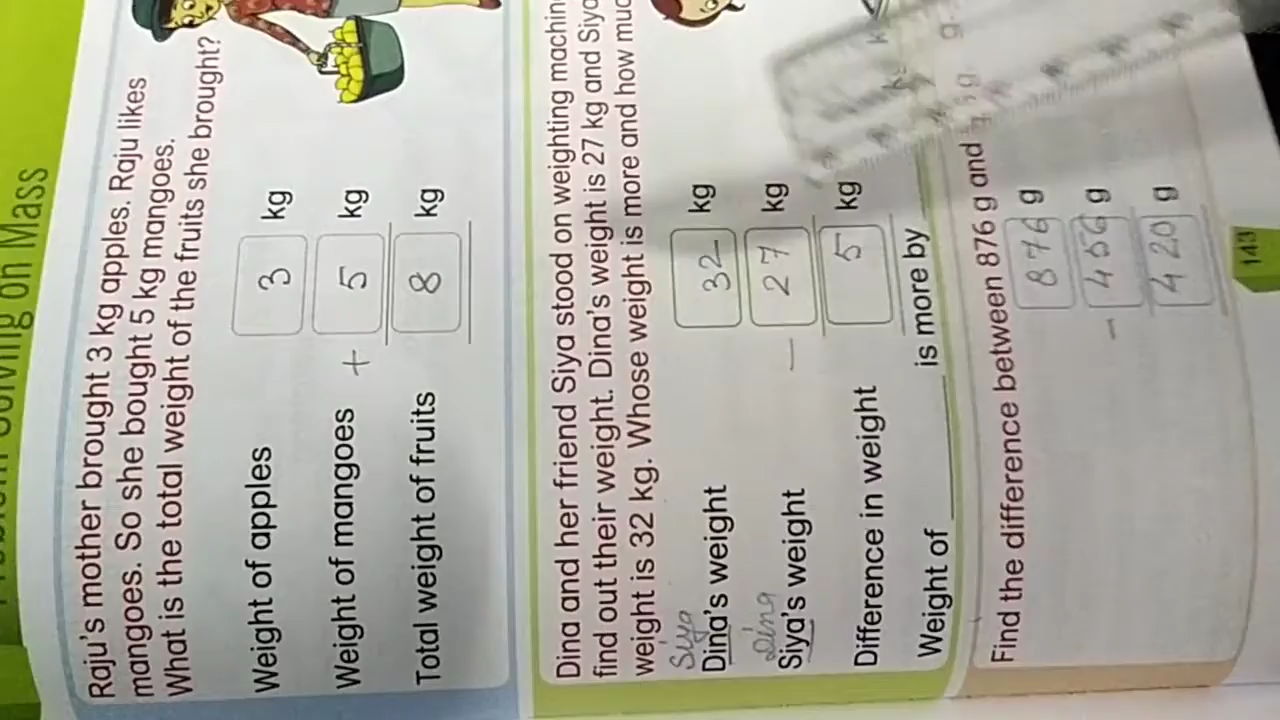 on Mass
Raju's mother brought 3 kg apples. Raju likes
mangoes. So she bought 5 kg mangoes.
What is the total weight of the fruits she brought?
Weight of apples 3 kg
Weight of mangoes + 5 kg
Total weight of fruits 8 kg
Dina and her friend Siya stood on weighting
find out their weight. Dina's weight is 27 kg and Siya
weight is 32 kg. Whose weight is more and how
Siya
Dina's weight 32 kg
Dina
Siya's weight - 27 kg
Difference in weight 5 kg
Weight of ______ is more by
Find the difference between 876 g and
876 g
- 456 g
420 g
143